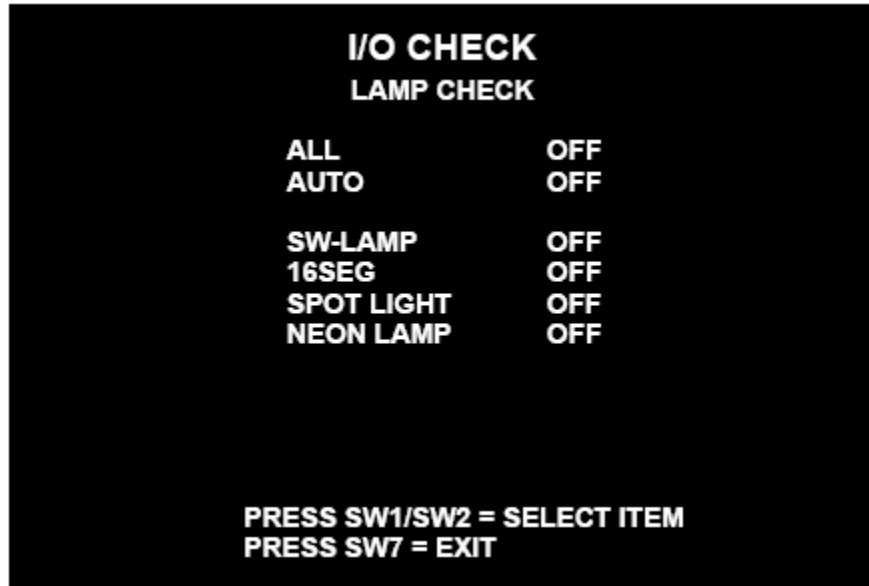 I/O CHECK
LAMP CHECK
ALL OFF
AUTO OFF
SW-LAMP OFF
16SEG OFF
SPOT LIGHT OFF
NEON LAMP OFF
PRESS SW1/SW2 = SELECT ITEM
PRESS SW7 = EXIT